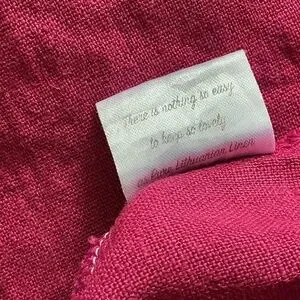 There is nothing so easy
to keep so lovely
as Pure Lithuanian Linen